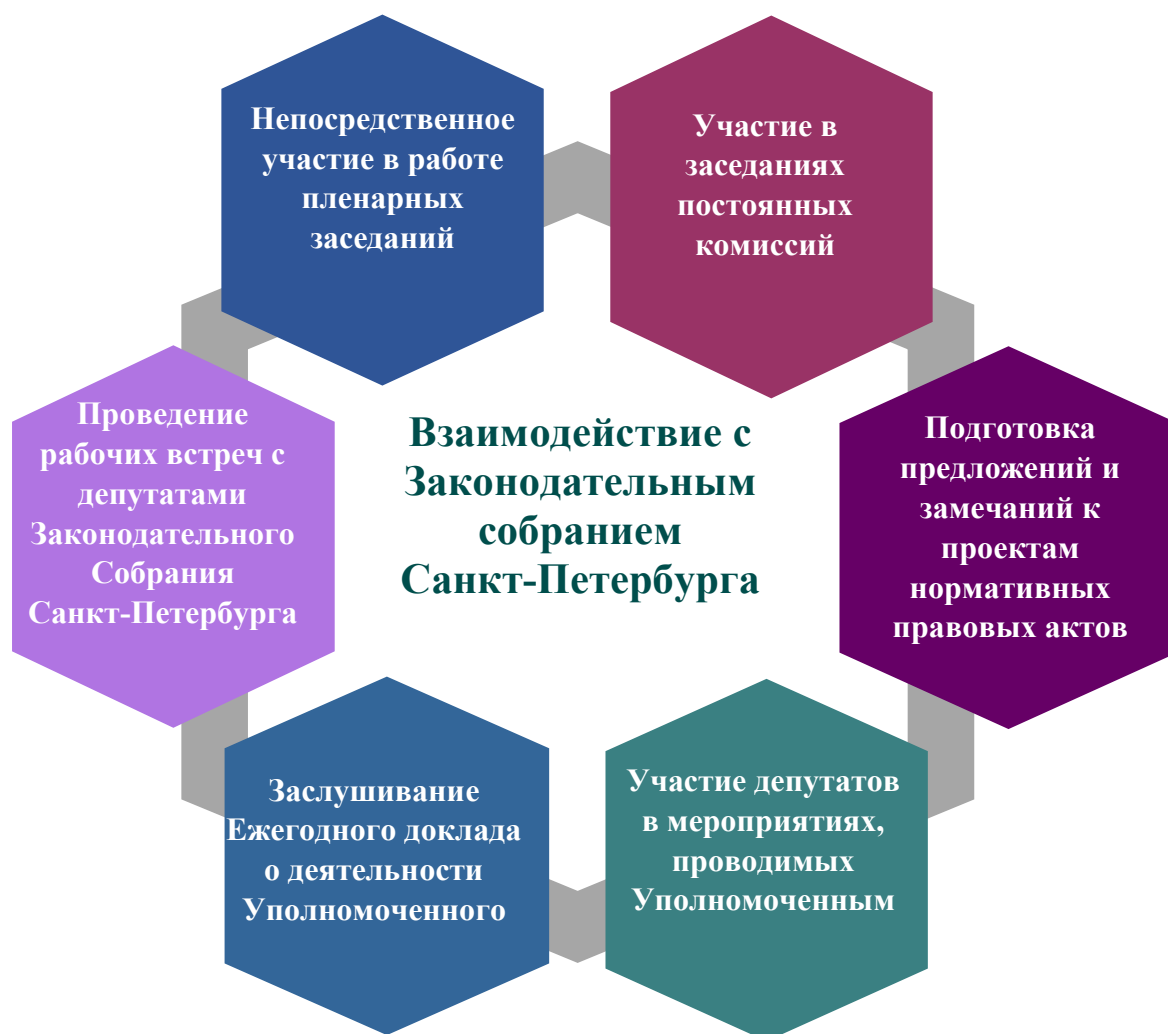 Непосредственное
участие в работе
пленарных
заседаний
Участие в
заседаниях
постоянных
комиссий
Проведение
рабочих встреч с
депутатами
Законодательного
Собрания
Санкт-Петербурга
Взаимодействие с
Законодательным
собранием
Санкт-Петербурга
Подготовка
предложений и
замечаний к
проектам
нормативных
правовых актов
Заслушивание
Ежегодного доклада
о деятельности
Уполномоченного
Участие депутатов
в мероприятиях,
проводимых
Уполномоченным